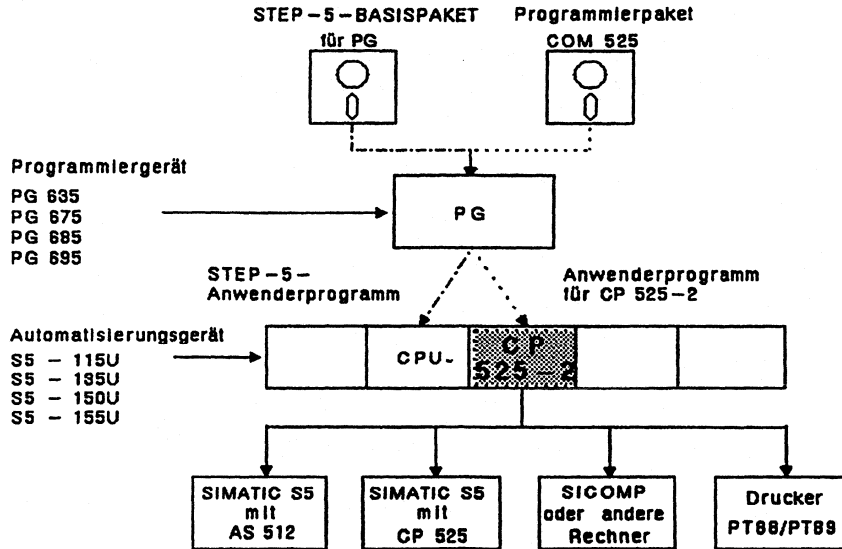 STEP-5-BASISPAKET
für PG
Programmierpaket
COM 525
Programmiergerät
PG 635
PG 675
PG 685
PG 695
PG
STEP-5-
Anwenderprogramm
Anwenderprogramm
für CP 525-2
Automatisierungsgerät
S5 - 115U
S5 - 135U
S5 - 150U
S5 - 155U
CPU
CP
525-2
SIMATIC S5
mit
AS 512
SIMATIC S5
mit
CP 525
SICOMP
oder andere
Rechner
Drucker
PT88/PT89